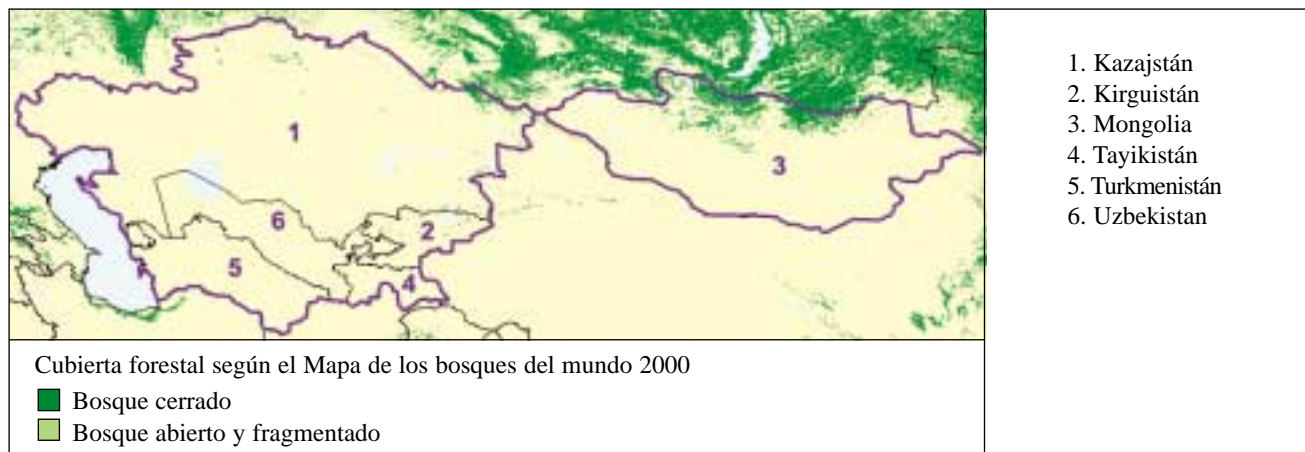 1
2
3
4
5
6
1. Kazajstán
2. Kirguistán
3. Mongolia
4. Tayikistán
5. Turkmenistán
6. Uzbekistan
Cubierta forestal según el Mapa de los bosques del mundo 2000
Bosque cerrado
Bosque abierto y fragmentado